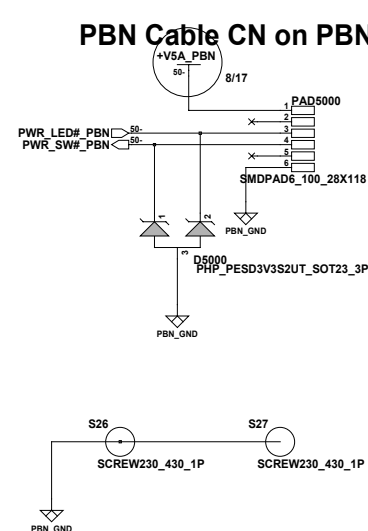 PBN Cable CN on PBN
+V5A_PBN
50-
8/17
PAD5000
1
2
PWR_LED#_PBN 50- 3
PWR_SW#_PBN 50- 4
5
6
SMDPAD6_100_28X118
PBN_GND
1 2
3
D5000
PHP_PESD3V3S2UT_SOT23_3P
PBN_GND
S26 S27
SCREW230_430_1P SCREW230_430_1P
PBN_GND